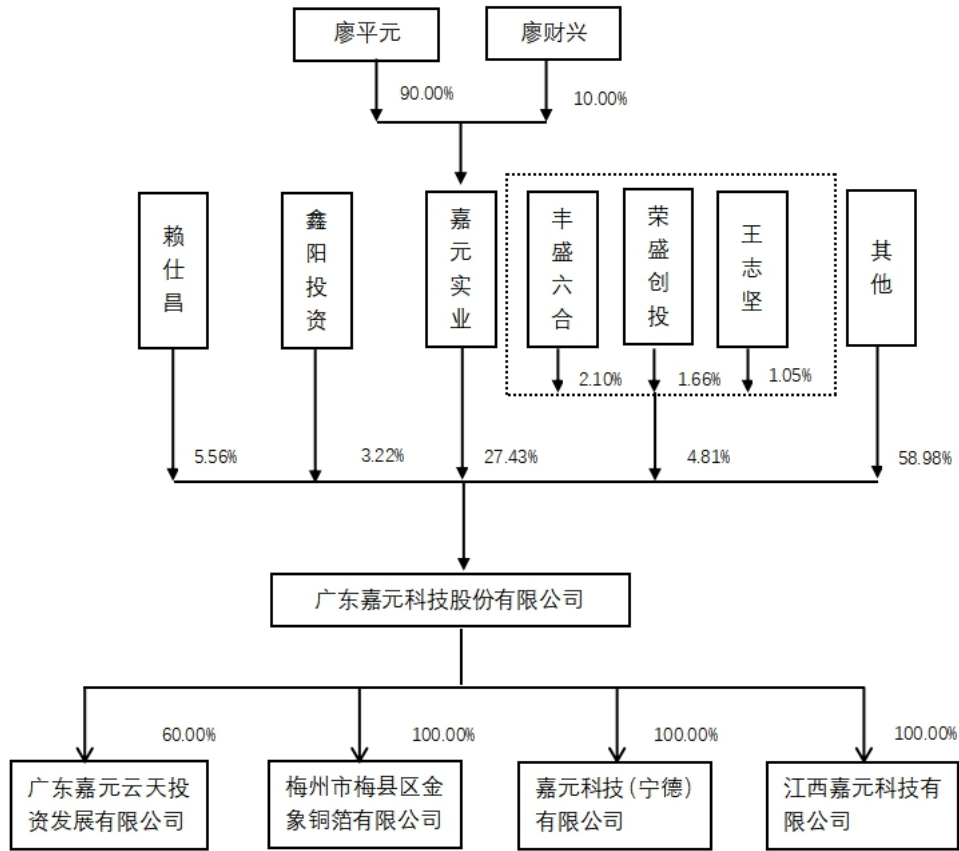 廖平元
廖财兴
90.00%
10.00%
赖仕昌
鑫阳投资
嘉元实业
丰盛六合
荣盛创投
王志坚
其他
2.10%
1.66%
1.05%
5.56%
3.22%
27.43%
4.81%
58.98%
广东嘉元科技股份有限公司
60.00%
100.00%
100.00%
100.00%
广东嘉元云天投
资发展有限公司
梅州市梅县区金
象铜箔有限公司
嘉元科技(宁德)
有限公司
江西嘉元科技有
限公司